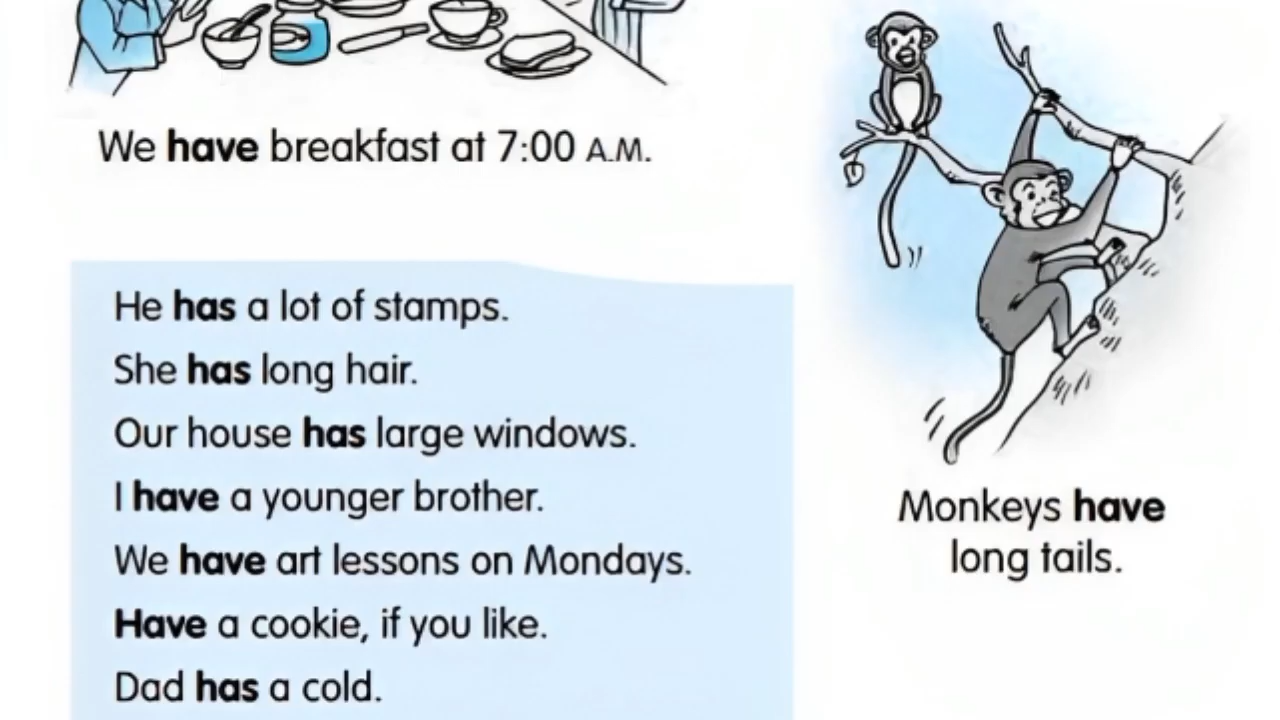 We have breakfast at 7:00 A.M.
He has a lot of stamps.
She has long hair.
Our house has large windows.
I have a younger brother.
We have art lessons on Mondays.
Have a cookie, if you like.
Dad has a cold.
Monkeys have
long tails.